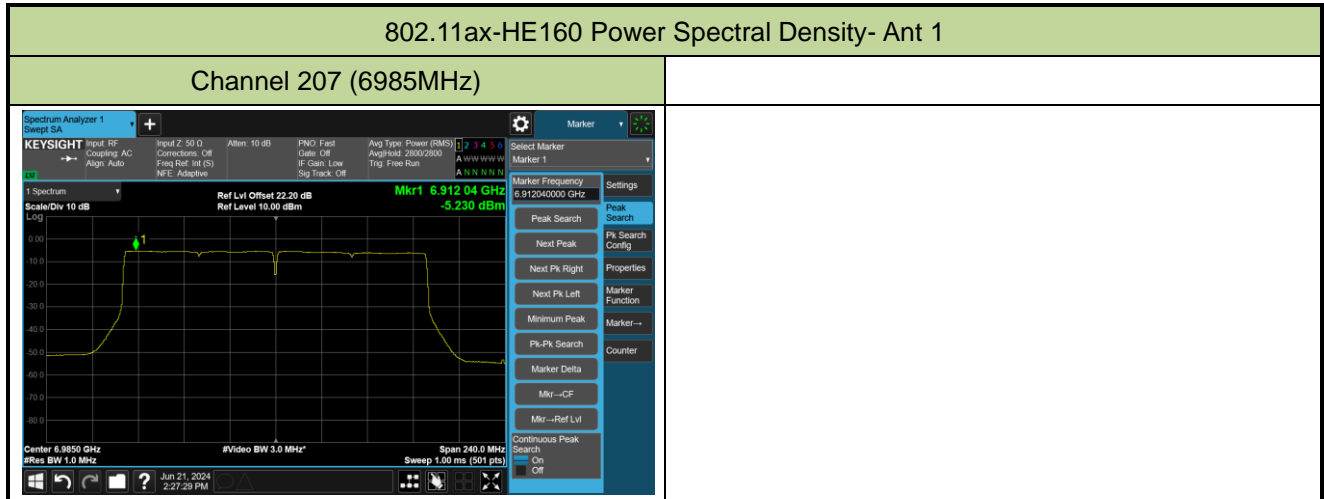 802.11ax-HE160 Power Spectral Density- Ant 1
Channel 207 (6985MHz)
Spectrum Analyzer 1
Swept SA
Marker
KEYSIGHT
Input: RF
Coupling: AC
Align: Auto
Input Z: 50 Ω
Corrections: Off
Freq Ref: Int (S)
NFE: Adaptive
Atten: 10 dB
PNO: Fast
Gate: Off
IF Gain: Low
Sig Track: Off
Avg Type: Power (RMS)
Avg|Hold: 2800/2800
Trig: Free Run
1 2 3 4 5 6
A W W W W W
A N N N N N
Select Marker
Marker 1
1 Spectrum
Scale/Div 10 dB
Log
Ref Lvl Offset 22.20 dB
Ref Level 10.00 dBm
Mkr1 6.912 04 GHz
-5.230 dBm
0.00
-10.0
-20.0
-30.0
-40.0
-50.0
-60.0
-70.0
-80.0
1
Center 6.9850 GHz
#Res BW 1.0 MHz
#Video BW 3.0 MHz*
Span 240.0 MHz
Sweep 1.00 ms (501 pts)
Marker Frequency
6.912040000 GHz
Peak Search
Next Peak
Next Pk Right
Next Pk Left
Minimum Peak
Pk-Pk Search
Marker Delta
Mkr→CF
Mkr→Ref Lvl
Continuous Peak
Search
On
Off
Settings
Peak
Search
Pk Search
Config
Properties
Marker
Function
Marker→
Counter
?
Jun 21, 2024
2:27:29 PM